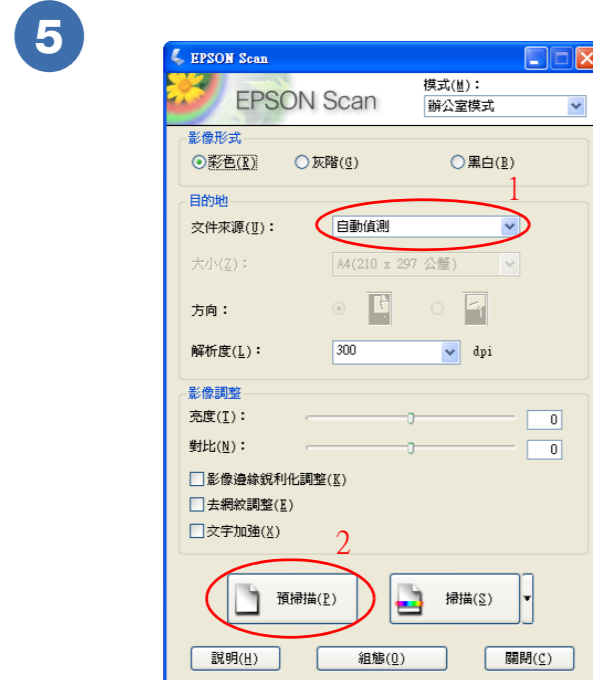 5
EPSON Scan
EPSON Scan
模式(M)：
辦公室模式
影像形式
彩色(R) 灰階(g) 黑白(B)
1
目的地
文件來源(U)： 自動偵測
大小(Z)： A4(210 x 297 公釐)
方向：
解析度(L)： 300 dpi
影像調整
亮度(I)： 0
對比(N)： 0
影像邊緣銳利化調整(K)
去網紋調整(E)
文字加強(X)
2
預掃描(P) 掃描(S)
說明(H) 組態(O) 關閉(C)